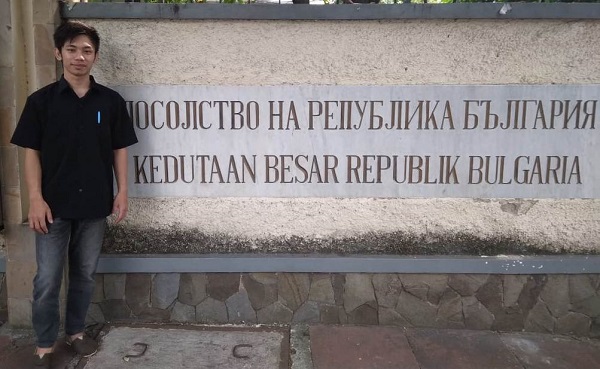 ПОСОЛСТВО НА РЕПУБЛИКА БЪЛГАРИЯ
KEDUTAAN BESAR REPUBLIK BULGARIA